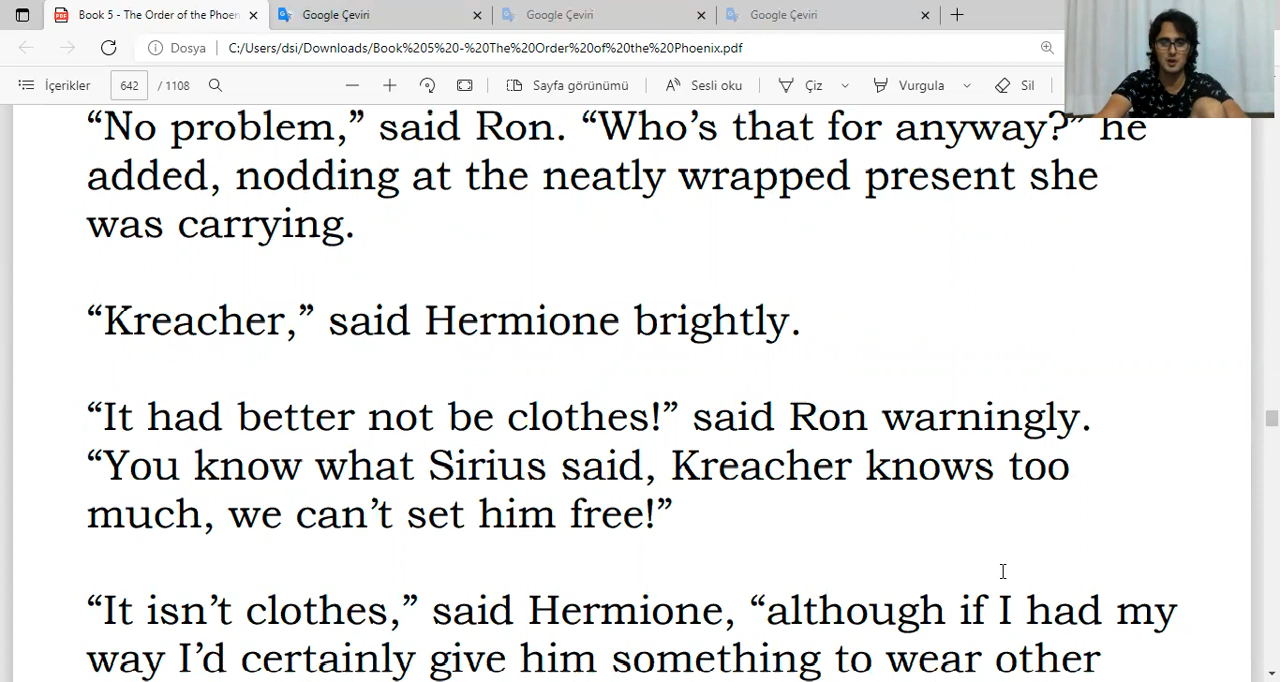 Book 5 - The Order of the Phoen
Google Çeviri
Google Çeviri
Google Çeviri
Dosya
C:/Users/dsi/Downloads/Book%205%20-%20The%20Order%20of%20the%20Phoenix.pdf
İçerikler
642
/ 1108
Sayfa görünümü
Sesli oku
Çiz
Vurgula
Sil
“No problem,” said Ron. “Who’s that for anyway?” he
added, nodding at the neatly wrapped present she
was carrying.
“Kreacher,” said Hermione brightly.
“It had better not be clothes!” said Ron warningly.
“You know what Sirius said, Kreacher knows too
much, we can’t set him free!”
“It isn’t clothes,” said Hermione, “although if I had my
way I’d certainly give him something to wear other